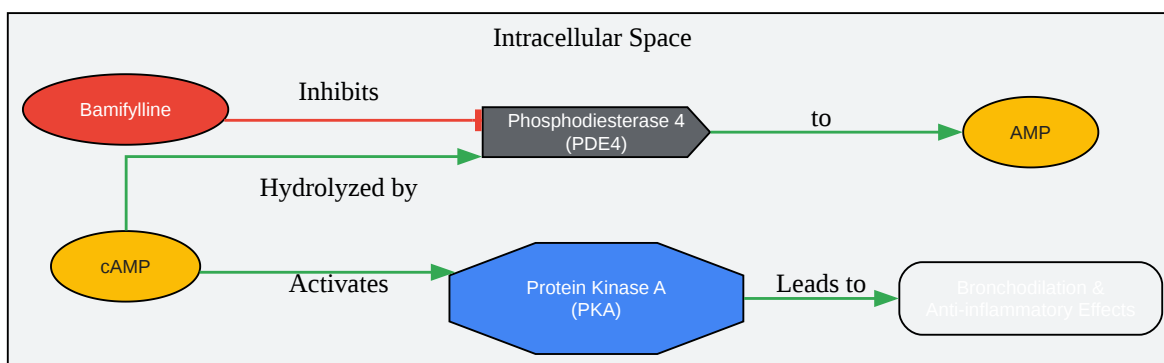 Intracellular Space
Bamifylline
Inhibits
Phosphodiesterase 4
(PDE4)
to
AMP
Hydrolyzed by
cAMP
Activates
Protein Kinase A
(PKA)
Leads to
Bronchodilation &
Anti-inflammatory Effects